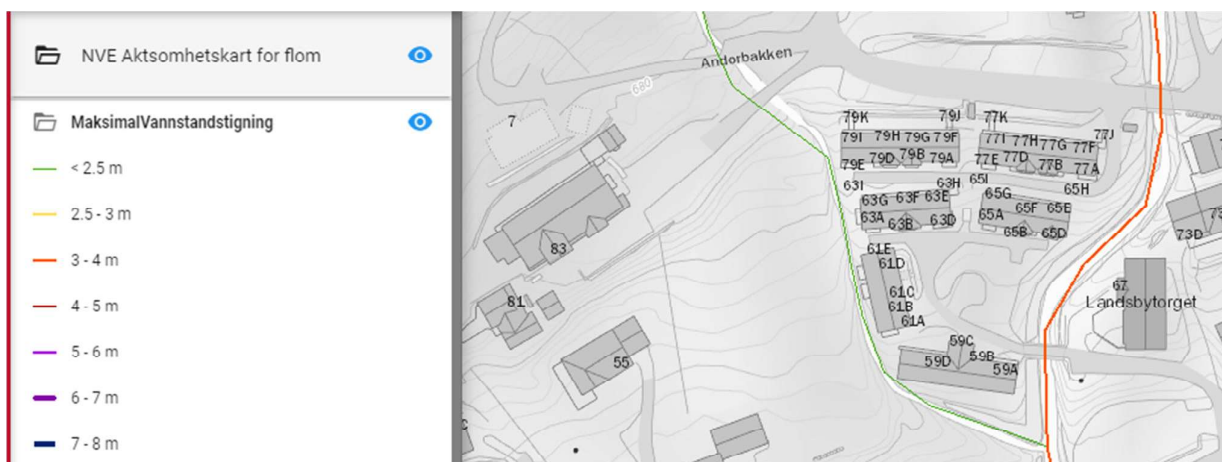 NVE Aktsomhetskart for flom
MaksimalVannstandstigning
< 2.5 m
2.5 - 3 m
3 - 4 m
4 - 5 m
5 - 6 m
6 - 7 m
7 - 8 m
Andorbakken
680
7
79K
79J
77K
79I
79H
79G
79F
77I
77H
77G
77F
77J
79E
79D
79B
79A
77E
77D
77B
77A
63I
63H
65I
65H
63G
63F
63E
65G
65F
65E
63A
63B
63D
65A
65B
65D
73D
83
61E
61D
61C
61B
61A
67
Landsbytorget
81
55
59C
59D
59B
59A